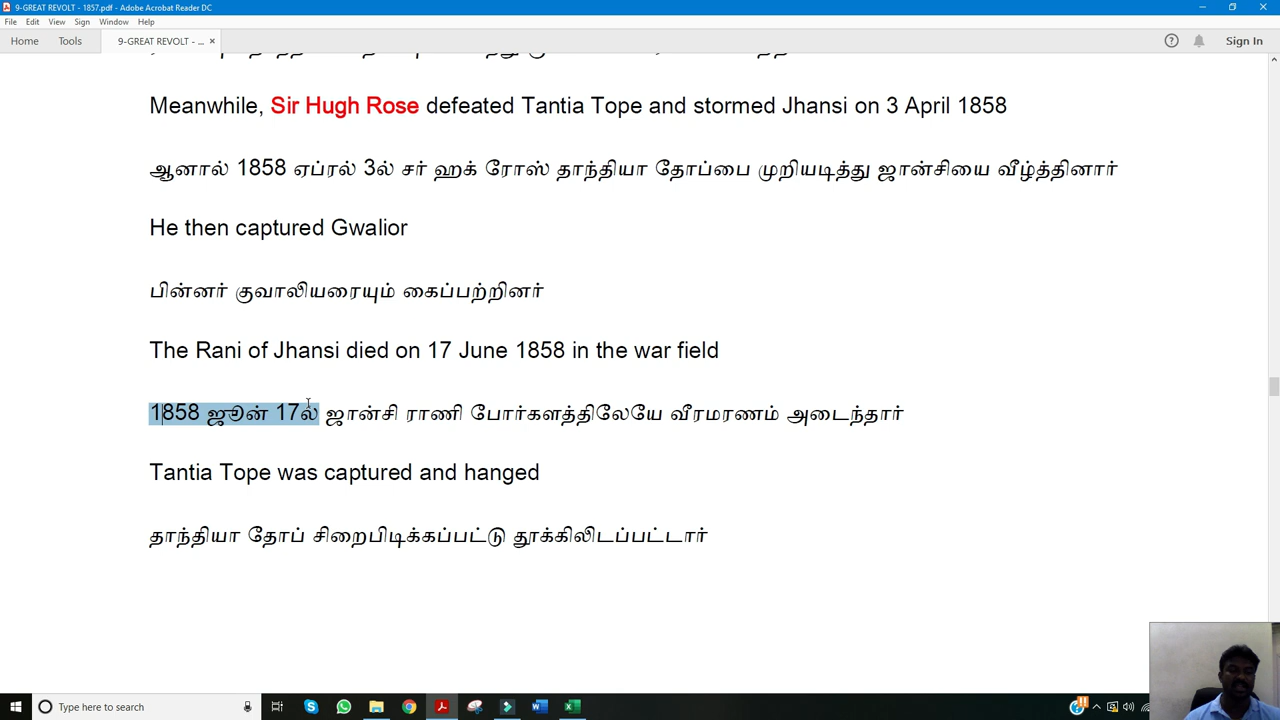 9-GREAT REVOLT - 1857.pdf - Adobe Acrobat Reader DC
File Edit View Sign Window Help
Home Tools 9-GREAT REVOLT - ... × Sign In
Meanwhile, Sir Hugh Rose defeated Tantia Tope and stormed Jhansi on 3 April 1858
ஆனால் 1858 ஏப்ரல் 3ல் சர் ஹக் ரோஸ் தாந்தியா தோப்பை முறியடித்து ஜான்சியை வீழ்த்தினார்
He then captured Gwalior
பின்னர் குவாலியரையும் கைப்பற்றினர்
The Rani of Jhansi died on 17 June 1858 in the war field
1858 ஜூன் 17ல் ஜான்சி ராணி போர்களத்திலேயே வீரமரணம் அடைந்தார்
Tantia Tope was captured and hanged
தாந்தியா தோப் சிறைபிடிக்கப்பட்டு தூக்கிலிடப்பட்டார்
Type here to search